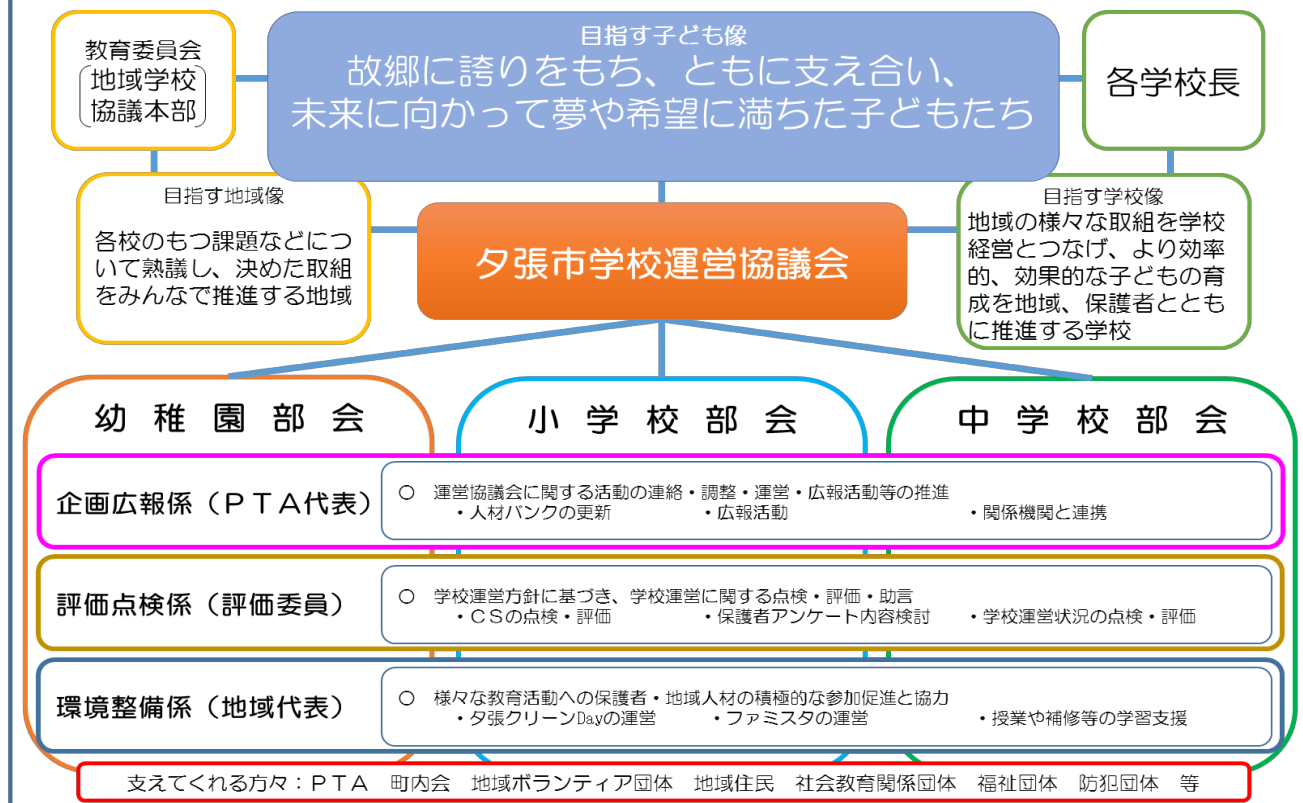 教育委員会
地域学校
協議本部
目指す子ども像
故郷に誇りをもち、ともに支え合い、
未来に向かって夢や希望に満ちた子どもたち
各学校長
目指す地域像
各校のもつ課題などにつ
いて熟議し、決めた取組
をみんなで推進する地域
夕張市学校運営協議会
目指す学校像
地域の様々な取組を学校
経営とつなげ、より効率
的、効果的な子どもの育
成を地域、保護者ととも
に推進する学校
幼稚園部会
小学校部会
中学校部会
企画広報係(PTA代表)
○ 運営協議会に関する活動の連絡・調整・運営・広報活動等の推進
・人材バンクの更新 ・広報活動 ・関係機関と連携
評価点検係(評価委員)
○ 学校運営方針に基づき、学校運営に関する点検・評価・助言
・CSの点検・評価 ・保護者アンケート内容検討 ・学校運営状況の点検・評価
環境整備係(地域代表)
○ 様々な教育活動への保護者・地域人材の積極的な参加促進と協力
・夕張クリーンDayの運営 ・ファミスタの運営 ・授業や補修等の学習支援
支えてくれる方々:PTA 町内会 地域ボランティア団体 地域住民 社会教育関係団体 福祉団体 防犯団体 等